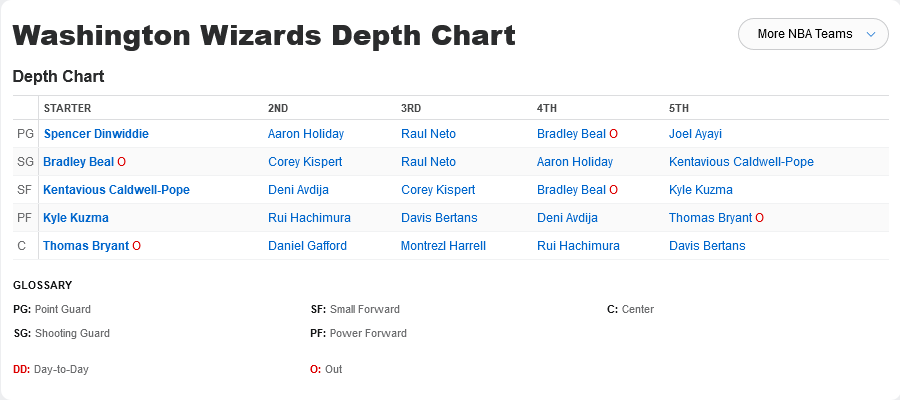 Washington Wizards Depth Chart
More NBA Teams
Depth Chart
STARTER 2ND 3RD 4TH 5TH
PG Spencer Dinwiddie Aaron Holiday Raul Neto Bradley Beal O Joel Ayayi
SG Bradley Beal O Corey Kispert Raul Neto Aaron Holiday Kentavious Caldwell-Pope
SF Kentavious Caldwell-Pope Deni Avdija Corey Kispert Bradley Beal O Kyle Kuzma
PF Kyle Kuzma Rui Hachimura Davis Bertans Deni Avdija Thomas Bryant O
C Thomas Bryant O Daniel Gafford Montrezl Harrell Rui Hachimura Davis Bertans
GLOSSARY
PG: Point Guard SF: Small Forward C: Center
SG: Shooting Guard PF: Power Forward
DD: Day-to-Day O: Out